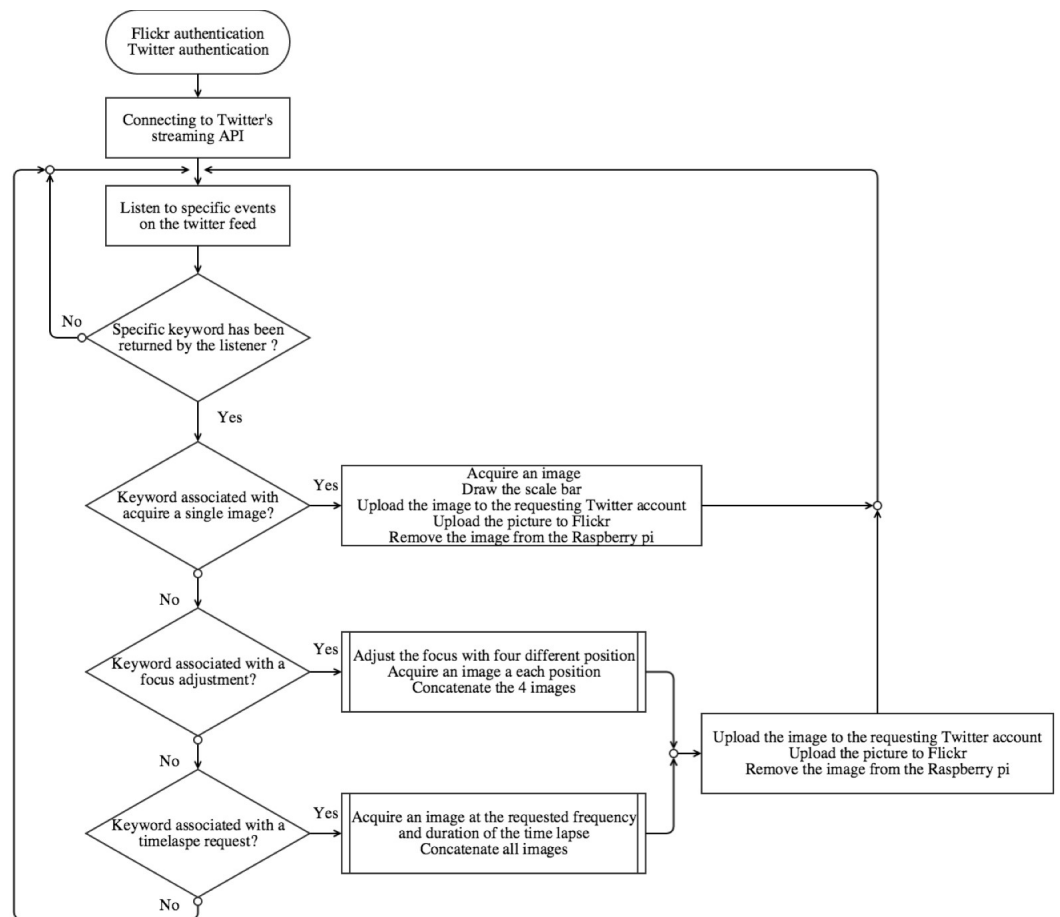 Flickr authentication
Twitter authentication
Connecting to Twitter's
streaming API
Listen to specific events
on the twitter feed
No
Specific keyword has been
returned by the listener ?
Yes
Keyword associated with
acquire a single image?
Yes
Acquire an image
Draw the scale bar
Upload the image to the requesting Twitter account
Upload the picture to Flickr
Remove the image from the Raspberry pi
No
Keyword associated with a
focus adjustment?
Yes
Adjust the focus with four different position
Acquire an image a each position
Concatenate the 4 images
Upload the image to the requesting Twitter account
Upload the picture to Flickr
Remove the image from the Raspberry pi
No
Keyword associated with a
timelaspe request?
Yes
Acquire an image at the requested frequency
and duration of the time lapse
Concatenate all images
No